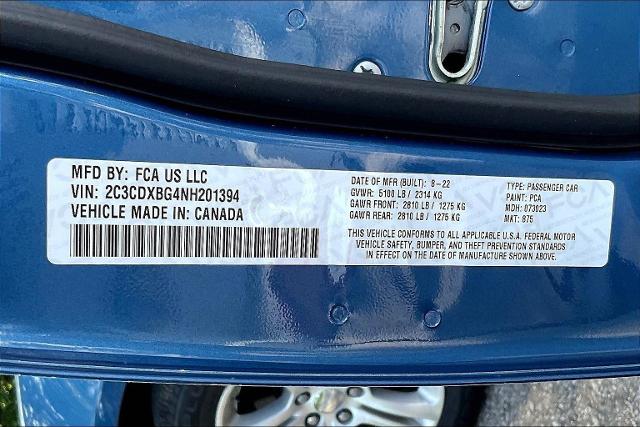 MFD BY: FCA US LLC
VIN: 2C3CDXBG4NH201394
VEHICLE MADE IN: CANADA
DATE OF MFR (BUILT): 8-22
GVWR: 5100 LB / 2314 KG
GAWR FRONT: 2810 LB / 1275 KG
GAWR REAR: 2810 LB / 1275 KG
TYPE: PASSENGER CAR
PAINT: PCA
MDH: 073023
MAT: 875
THIS VEHICLE CONFORMS TO ALL APPLICABLE U.S.A. FEDERAL MOTOR
VEHICLE SAFETY, BUMPER, AND THEFT PREVENTION STANDARDS
IN EFFECT ON THE DATE OF MANUFACTURE SHOWN ABOVE.